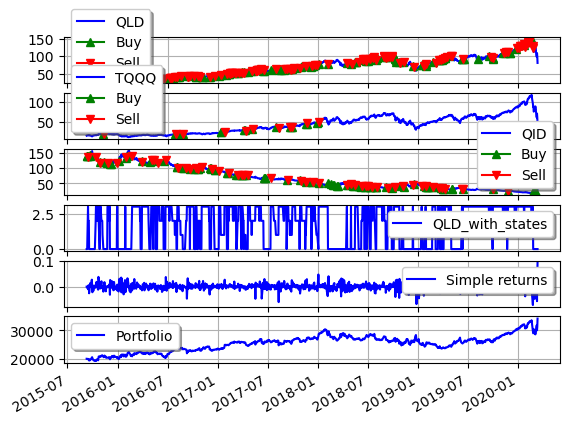 QLD
Buy
Sell
150
100
50
TQQQ
Buy
Sell
100
50
QID
Buy
Sell
150
100
50
QLD_with_states
2.5
0.0
Simple returns
0.1
0.0
Portfolio
30000
20000
2015-07
2016-01
2016-07
2017-01
2017-07
2018-01
2018-07
2019-01
2019-07
2020-01